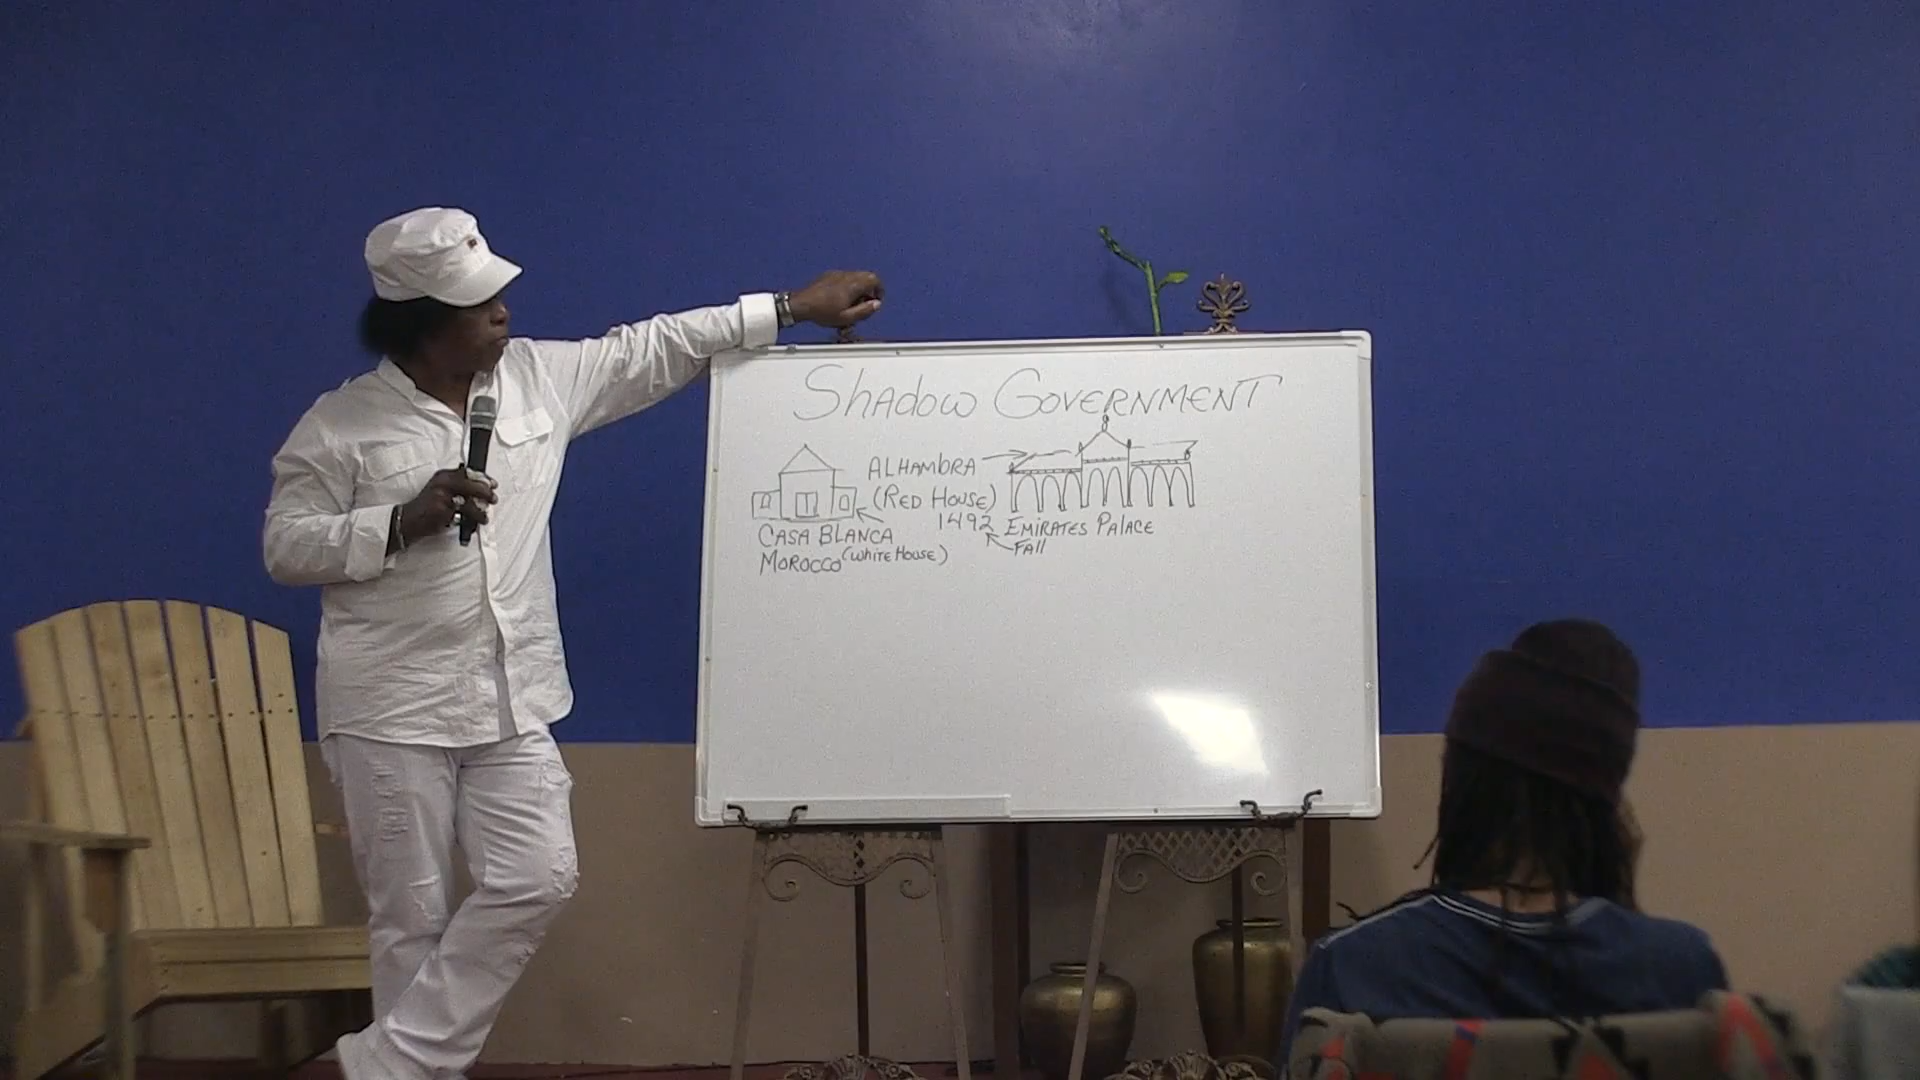 Shadow Government
ALHAMBRA
(RED HOUSE)
1492
EMIRATES PALACE
Fall
CASA BLANCA
MOROCCO (WHITE HOUSE)